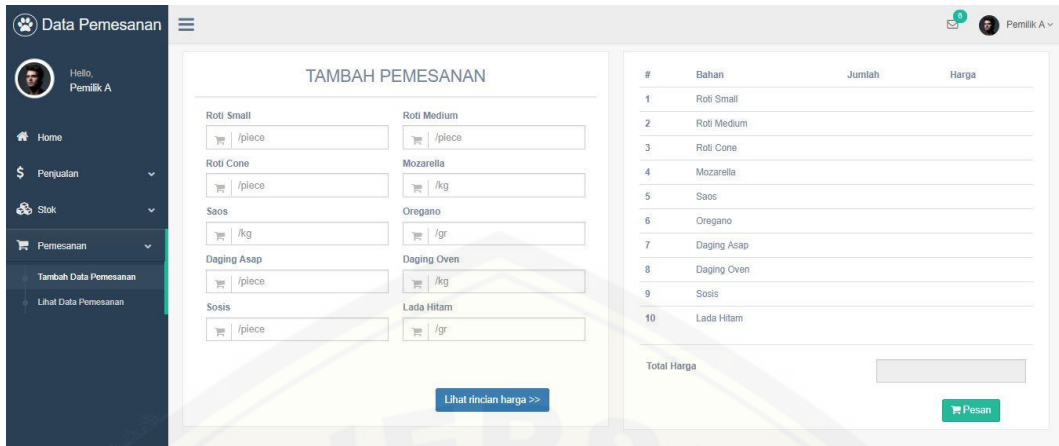 Data Pemesanan
6
Pemilik A
Hello,
Pemilik A
Home
Penjualan
Stok
Pemesanan
Tambah Data Pemesanan
Lihat Data Pemesanan
TAMBAH PEMESANAN
Roti Small Roti Medium
/piece /piece
Roti Cone Mozarella
/piece /kg
Saos Oregano
/kg /gr
Daging Asap Daging Oven
/piece /kg
Sosis Lada Hitam
/piece /gr
Lihat rincian harga >>
# Bahan Jumlah Harga
1 Roti Small
2 Roti Medium
3 Roti Cone
4 Mozarella
5 Saos
6 Oregano
7 Daging Asap
8 Daging Oven
9 Sosis
10 Lada Hitam
Total Harga
Pesan